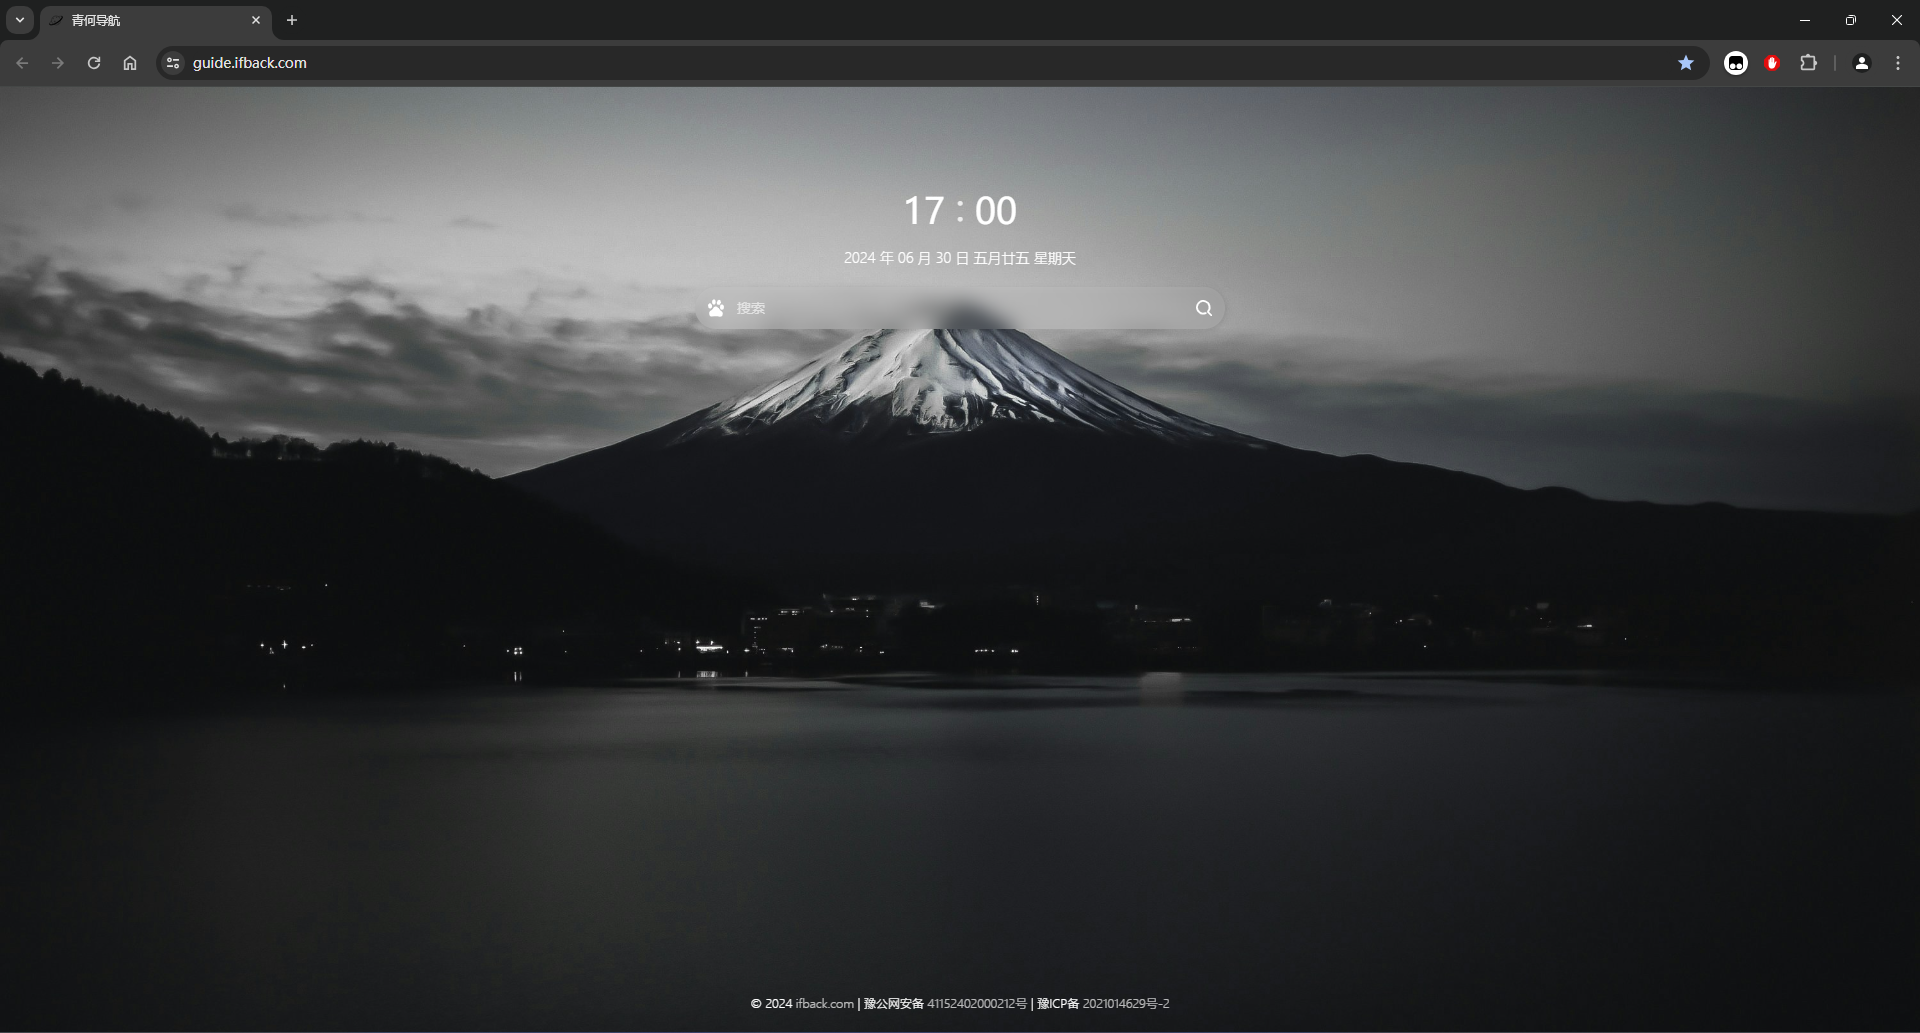 青何导航
guide.ifback.com
17 : 00
2024 年 06 月 30 日 五月廿五 星期天
搜索
© 2024 ifback.com | 豫公网安备 41152402000212号 | 豫ICP备 2021014629号-2